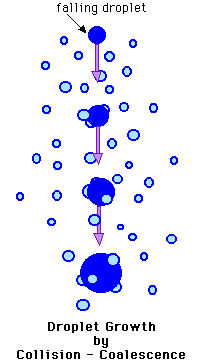 falling droplet
Droplet Growth
by
Collision - Coalescence